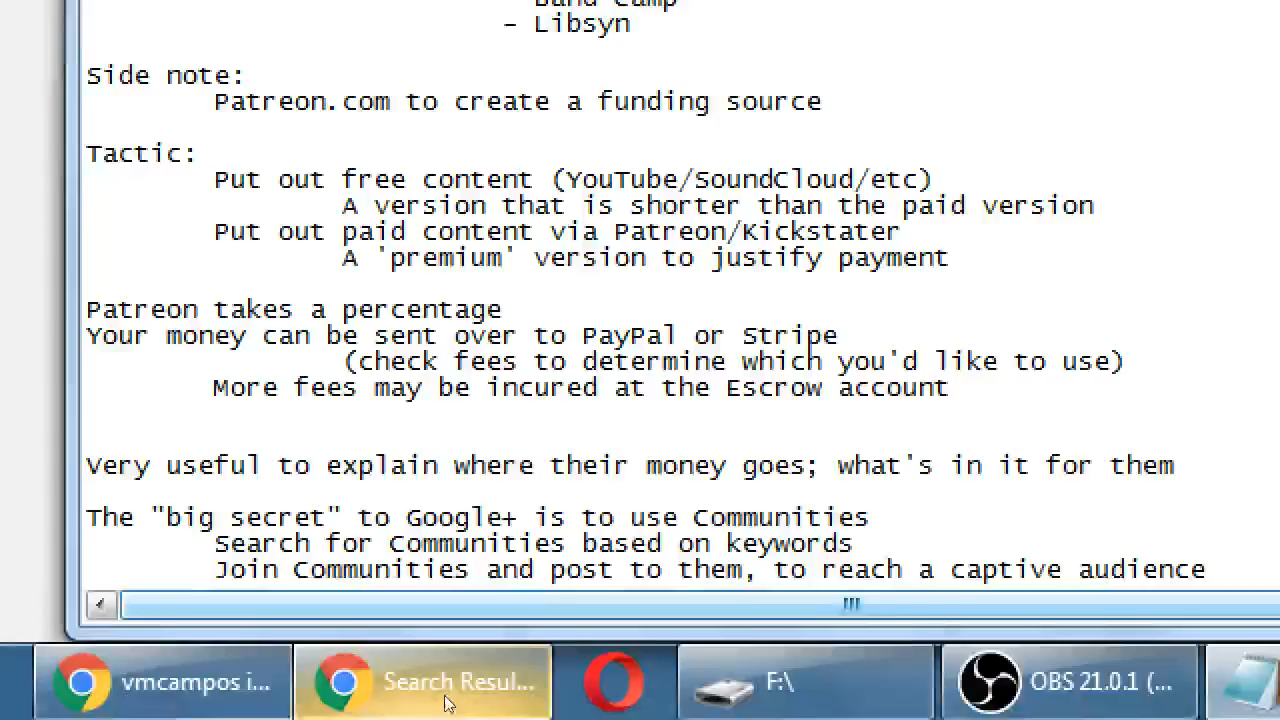 Band Camp
- Libsyn
Side note:
Patreon.com to create a funding source
Tactic:
Put out free content (YouTube/SoundCloud/etc)
A version that is shorter than the paid version
Put out paid content via Patreon/Kickstater
A 'premium' version to justify payment
Patreon takes a percentage
Your money can be sent over to PayPal or Stripe
(check fees to determine which you'd like to use)
More fees may be incured at the Escrow account
Very useful to explain where their money goes; what's in it for them
The "big secret" to Google+ is to use Communities
Search for Communities based on keywords
Join Communities and post to them, to reach a captive audience
vmcampos i... Search Resul... F:\ OBS 21.0.1 (...